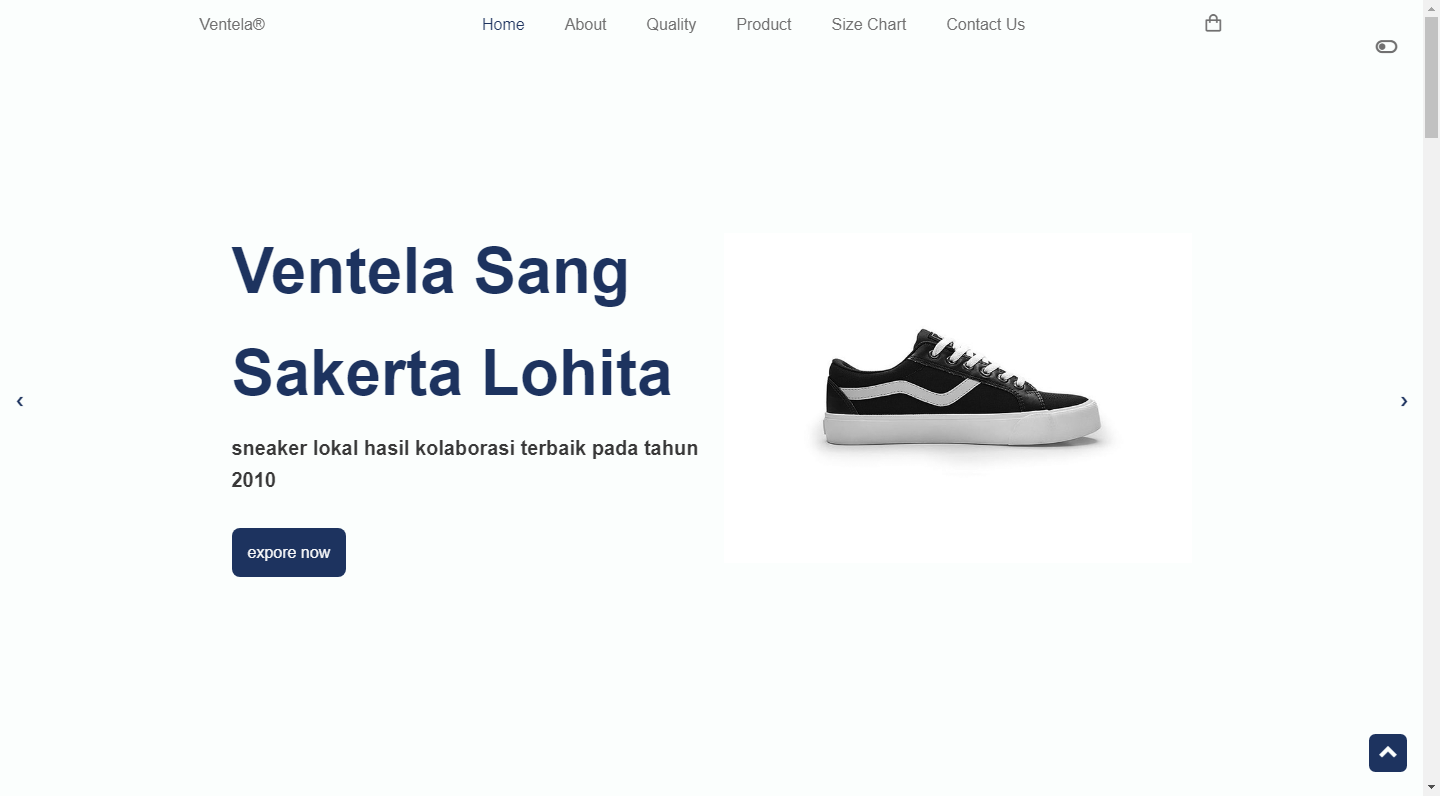 Ventela®
Home
About
Quality
Product
Size Chart
Contact Us
Ventela Sang
Sakerta Lohita
sneaker lokal hasil kolaborasi terbaik pada tahun
2010
expore now